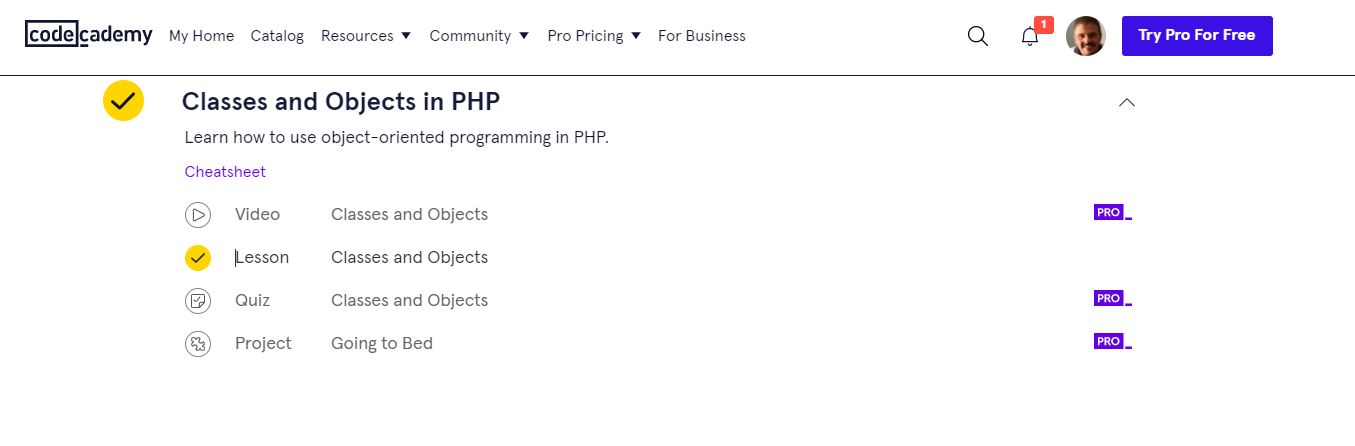 codecademy My Home Catalog Resources Community Pro Pricing For Business 1 Try Pro For Free
Classes and Objects in PHP
Learn how to use object-oriented programming in PHP.
Cheatsheet
Video Classes and Objects PRO
Lesson Classes and Objects
Quiz Classes and Objects PRO
Project Going to Bed PRO